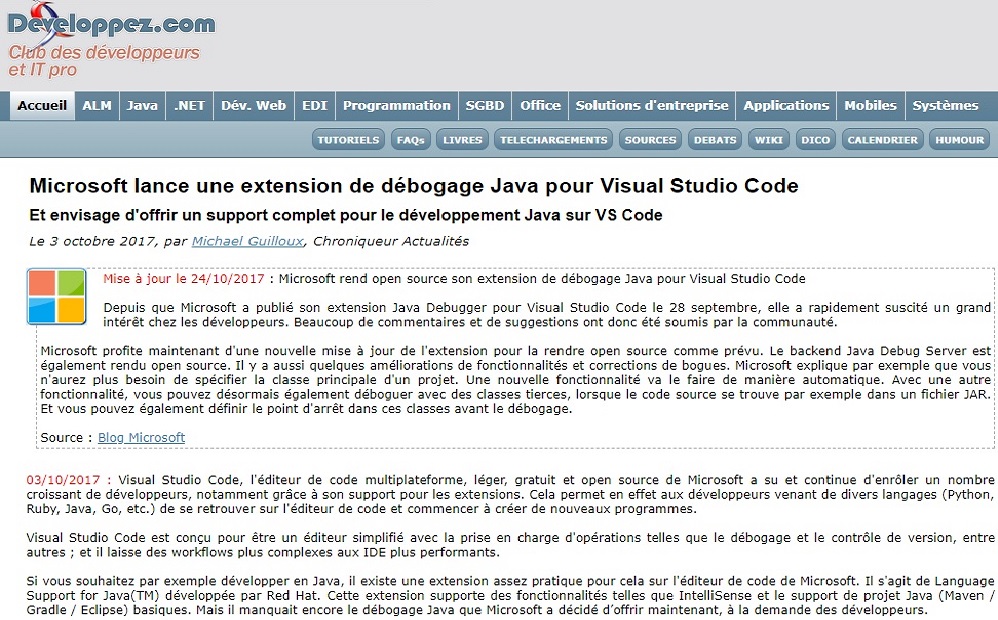 Developpez.com
Club des développeurs
et IT pro
Accueil ALM Java .NET Dév. Web EDI Programmation SGBD Office Solutions d'entreprise Applications Mobiles Systèmes
TUTORIELS FAQs LIVRES TELECHARGEMENTS SOURCES DEBATS WIKI DICO CALENDRIER HUMOUR
Microsoft lance une extension de débogage Java pour Visual Studio Code
Et envisage d'offrir un support complet pour le développement Java sur VS Code
Le 3 octobre 2017, par Michael Guilloux, Chroniqueur Actualités
Mise à jour le 24/10/2017 : Microsoft rend open source son extension de débogage Java pour Visual Studio Code
Depuis que Microsoft a publié son extension Java Debugger pour Visual Studio Code le 28 septembre, elle a rapidement suscité un grand
intérêt chez les développeurs. Beaucoup de commentaires et de suggestions ont donc été soumis par la communauté.
Microsoft profite maintenant d'une nouvelle mise à jour de l'extension pour la rendre open source comme prévu. Le backend Java Debug Server est
également rendu open source. Il y a aussi quelques améliorations de fonctionnalités et corrections de bogues. Microsoft explique par exemple que vous
n'aurez plus besoin de spécifier la classe principale d'un projet. Une nouvelle fonctionnalité va le faire de manière automatique. Avec une autre
fonctionnalité, vous pouvez désormais également déboguer avec des classes tierces, lorsque le code source se trouve par exemple dans un fichier JAR.
Et vous pouvez également définir le point d'arrêt dans ces classes avant le débogage.
Source : Blog Microsoft
03/10/2017 : Visual Studio Code, l'éditeur de code multiplateforme, léger, gratuit et open source de Microsoft a su et continue d'enrôler un nombre
croissant de développeurs, notamment grâce à son support pour les extensions. Cela permet en effet aux développeurs venant de divers langages (Python,
Ruby, Java, Go, etc.) de se retrouver sur l'éditeur de code et commencer à créer de nouveaux programmes.
Visual Studio Code est conçu pour être un éditeur simplifié avec la prise en charge d'opérations telles que le débogage et le contrôle de version, entre
autres ; et il laisse des workflows plus complexes aux IDE plus performants.
Si vous souhaitez par exemple développer en Java, il existe une extension assez pratique pour cela sur l'éditeur de code de Microsoft. Il s'agit de Language
Support for Java(TM) développée par Red Hat. Cette extension supporte des fonctionnalités telles que IntelliSense et le support de projet Java (Maven /
Gradle / Eclipse) basiques. Mais il manquait encore le débogage Java que Microsoft a décidé d’offrir maintenant, à la demande des développeurs.